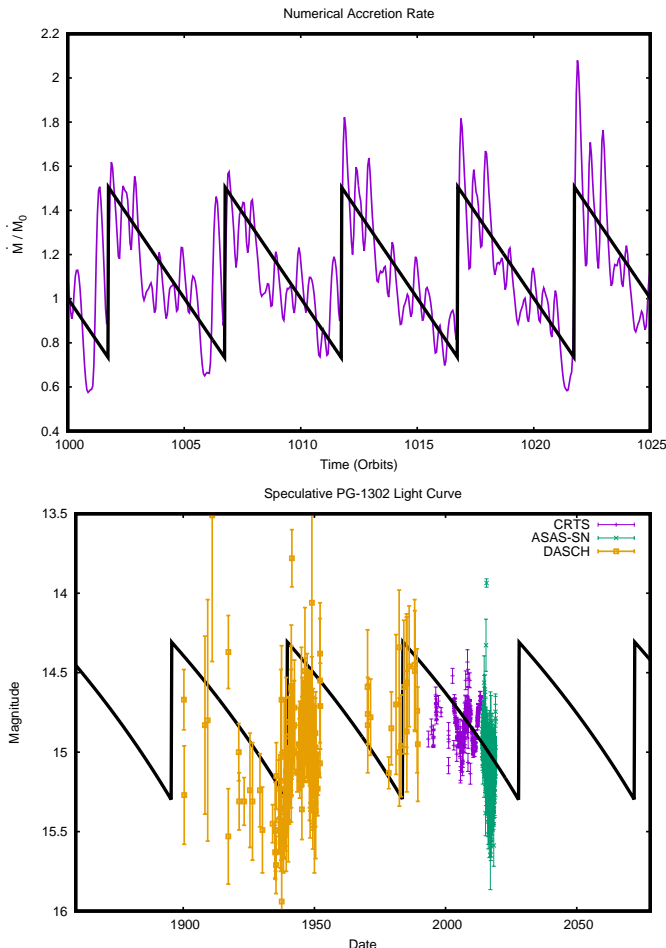 Numerical Accretion Rate
2.2
2
1.8
1.6
1.4
1.2
1
0.8
0.6
0.4
Ṁ / Ṁ₀
1000
1005
1010
1015
1020
1025
Time (Orbits)
Speculative PG-1302 Light Curve
13.5
14
14.5
15
15.5
16
Magnitude
CRTS
ASAS-SN
DASCH
1900
1950
2000
2050
Date